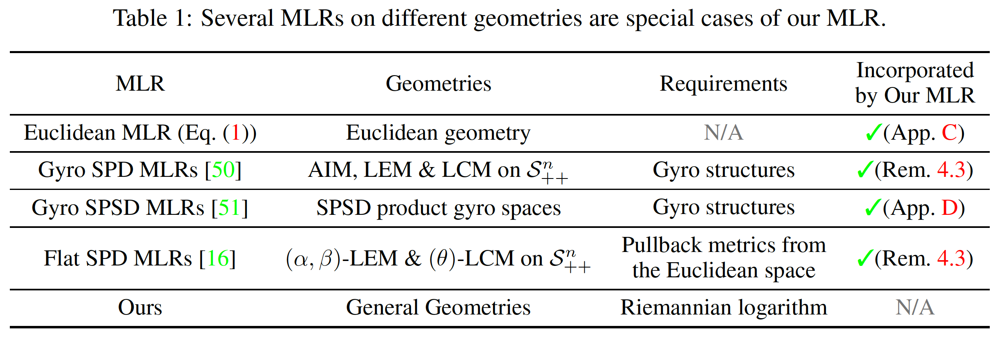 Table 1: Several MLRs on different geometries are special cases of our MLR.
MLR Geometries Requirements Incorporated by Our MLR
Euclidean MLR (Eq. (1)) Euclidean geometry N/A ✓(App. C)
Gyro SPD MLRs [50] AIM, LEM & LCM on $\mathcal{S}^n_{++}$ Gyro structures ✓(Rem. 4.3)
Gyro SPSD MLRs [51] SPSD product gyro spaces Gyro structures ✓(App. D)
Flat SPD MLRs [16] (α, β)-LEM & (θ)-LCM on $\mathcal{S}^n_{++}$ Pullback metrics from the Euclidean space ✓(Rem. 4.3)
Ours General Geometries Riemannian logarithm N/A